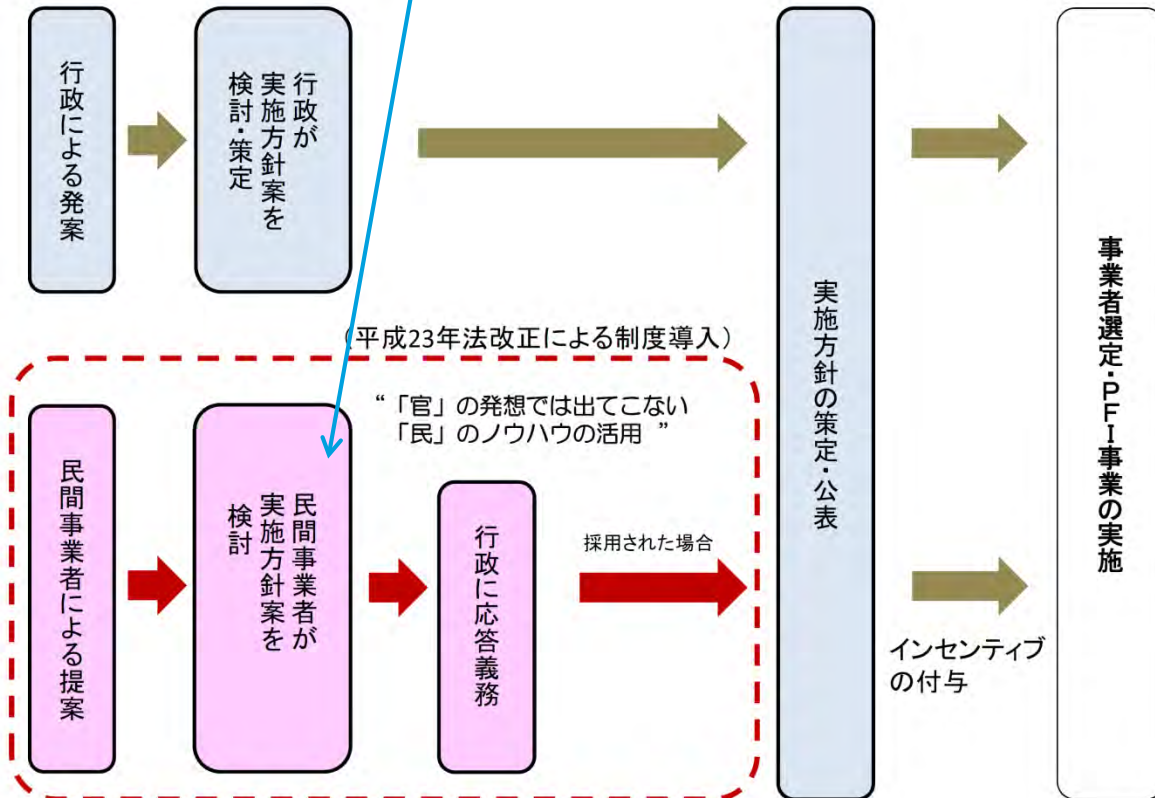 行政による発案
行政が
実施方針案を
検討・策定
(平成23年法改正による制度導入)
“「官」の発想では出てこない
「民」のノウハウの活用 ”
民間事業者による提案
民間事業者が
実施方針案を
検討
行政に応答義務
採用された場合
実施方針の策定・公表
インセンティブ
の付与
事業者選定・PFI事業の実施